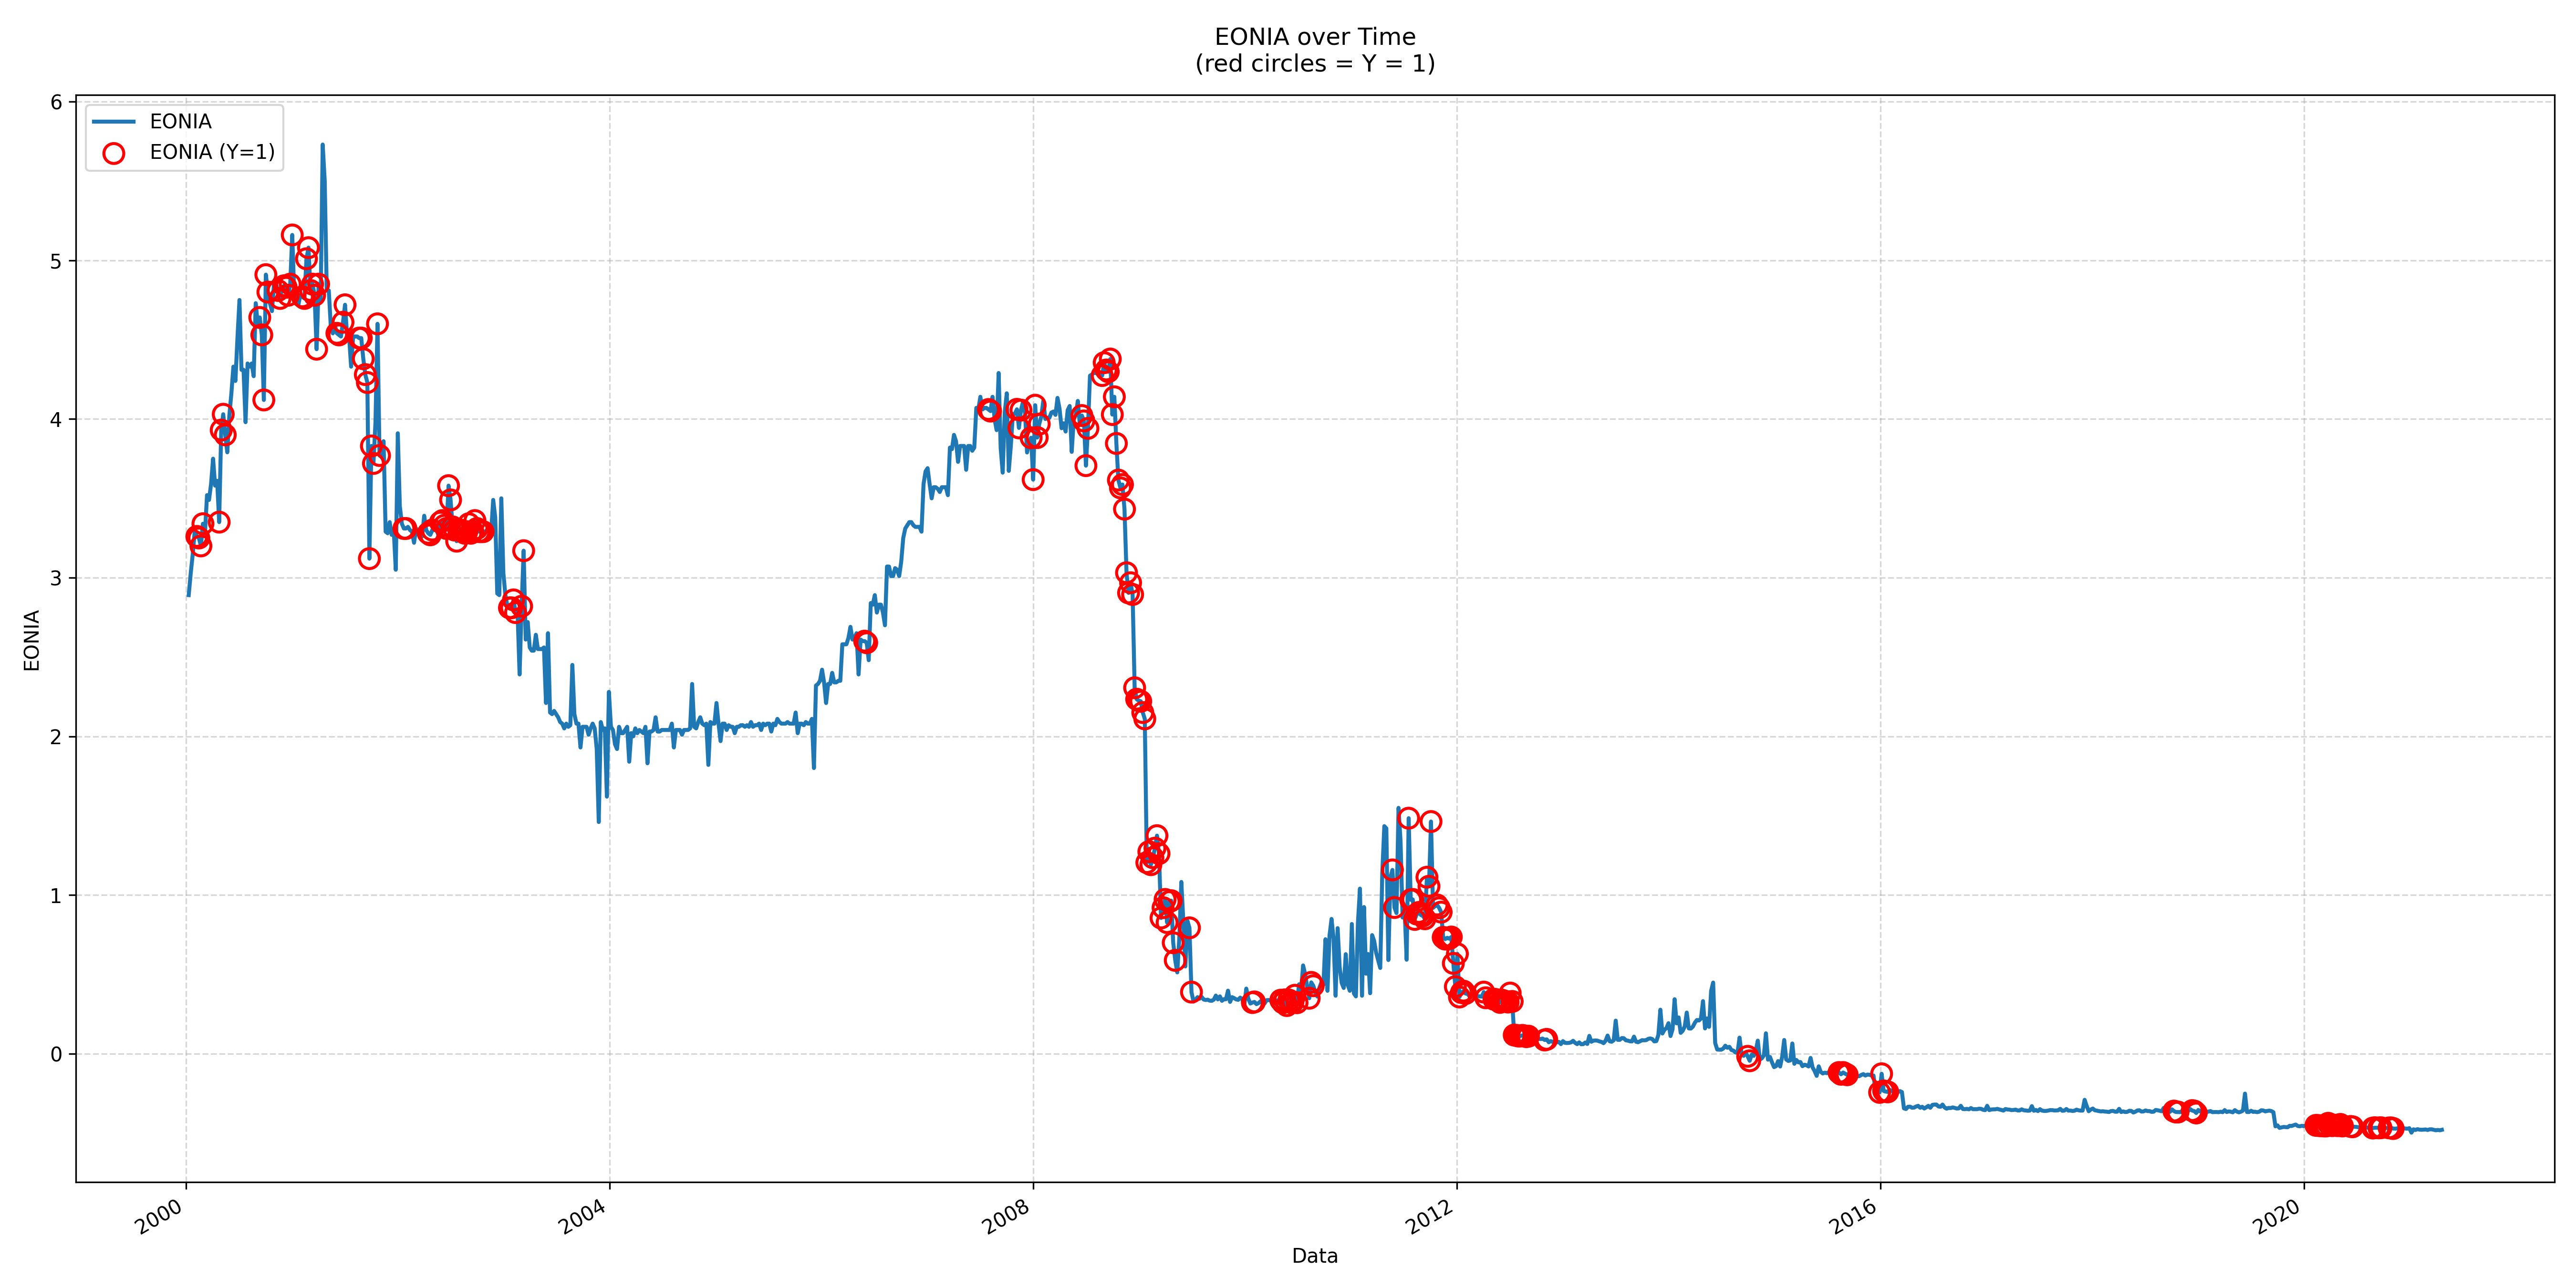 EONIA over Time
(red circles = Y = 1)
EONIA
EONIA (Y=1)
6
5
4
3
2
1
0
EONIA
2000
2004
2008
2012
2016
2020
Data